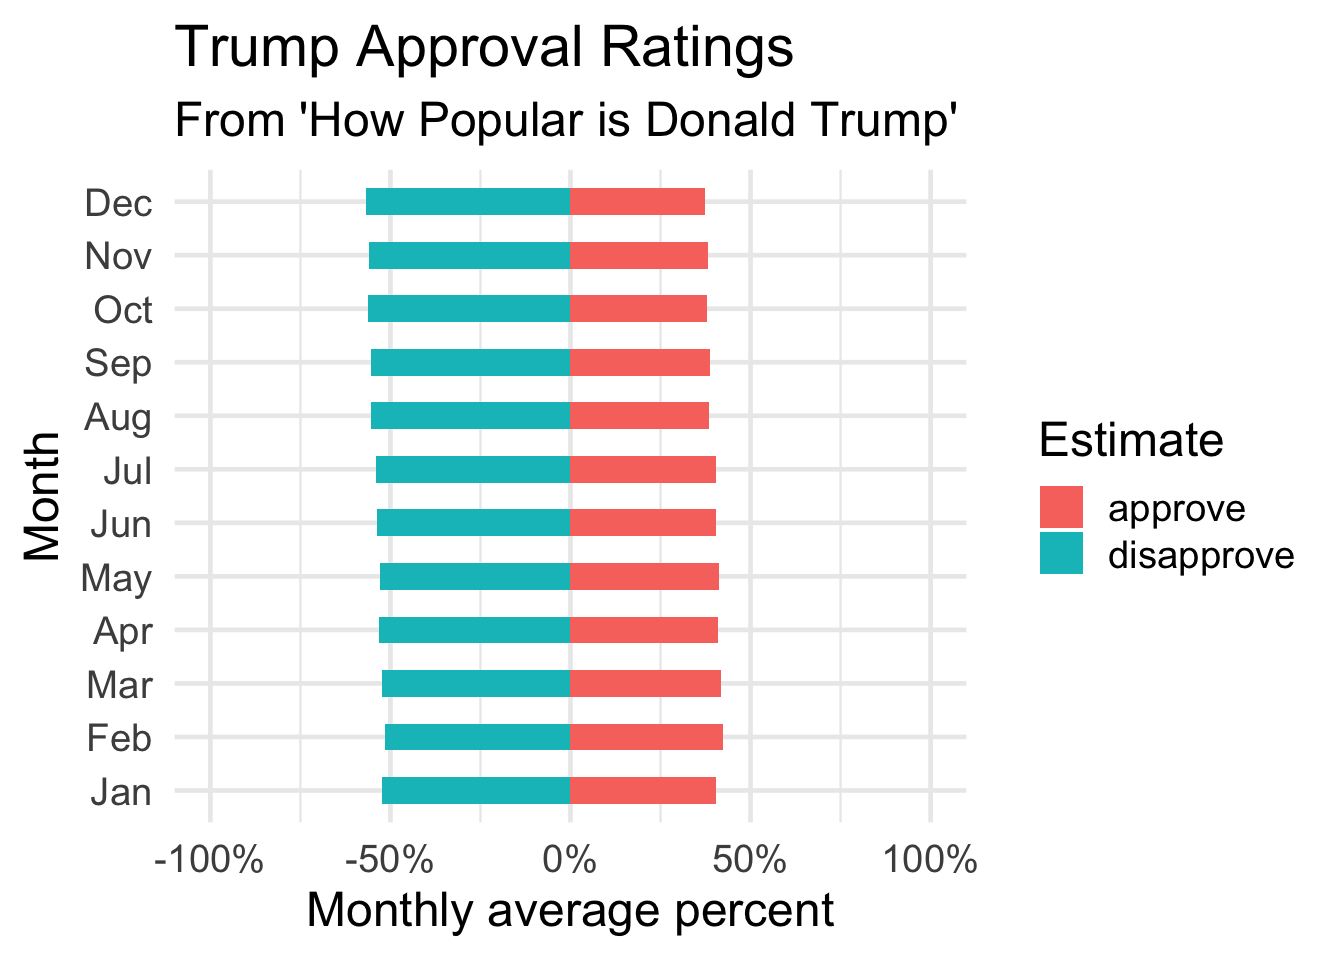 Trump Approval Ratings
From 'How Popular is Donald Trump'
Dec
Nov
Oct
Sep
Aug
Jul
Jun
May
Apr
Mar
Feb
Jan
Month
-100% -50% 0% 50% 100%
Monthly average percent
Estimate
approve
disapprove